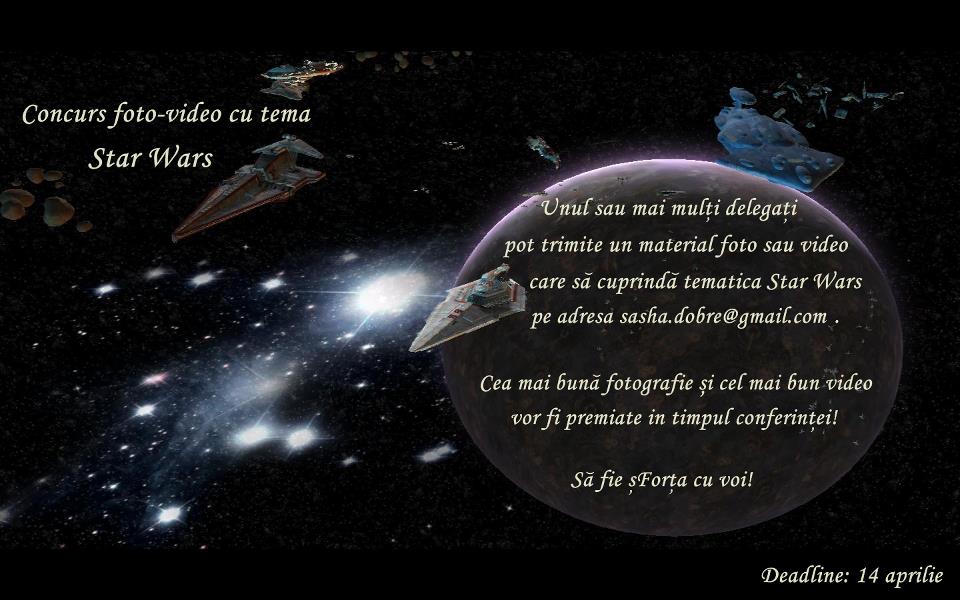 Concurs foto-video cu tema
Star Wars
Unul sau mai mulți delegați
pot trimite un material foto sau video
care să cuprindă tematica Star Wars
pe adresa sasha.dobre@gmail.com .
Cea mai bună fotografie și cel mai bun video
vor fi premiate in timpul conferinței!
Să fie șForța cu voi!
Deadline: 14 aprilie